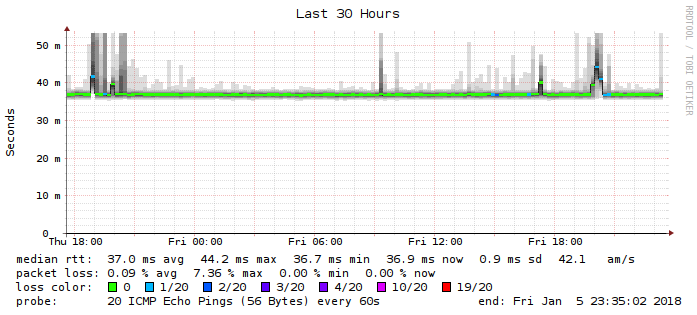 Last 30 Hours
RRDTOOL / TOBI OETIKER
Seconds
50 m
40 m
30 m
20 m
10 m
0
Thu 18:00 Fri 00:00 Fri 06:00 Fri 12:00 Fri 18:00
median rtt: 37.0 ms avg 44.2 ms max 36.7 ms min 36.9 ms now 0.9 ms sd 42.1 am/s
packet loss: 0.09 % avg 7.36 % max 0.00 % min 0.00 % now
loss color: 0 1/20 2/20 3/20 4/20 10/20 19/20
probe: 20 ICMP Echo Pings (56 Bytes) every 60s end: Fri Jan 5 23:35:02 2018